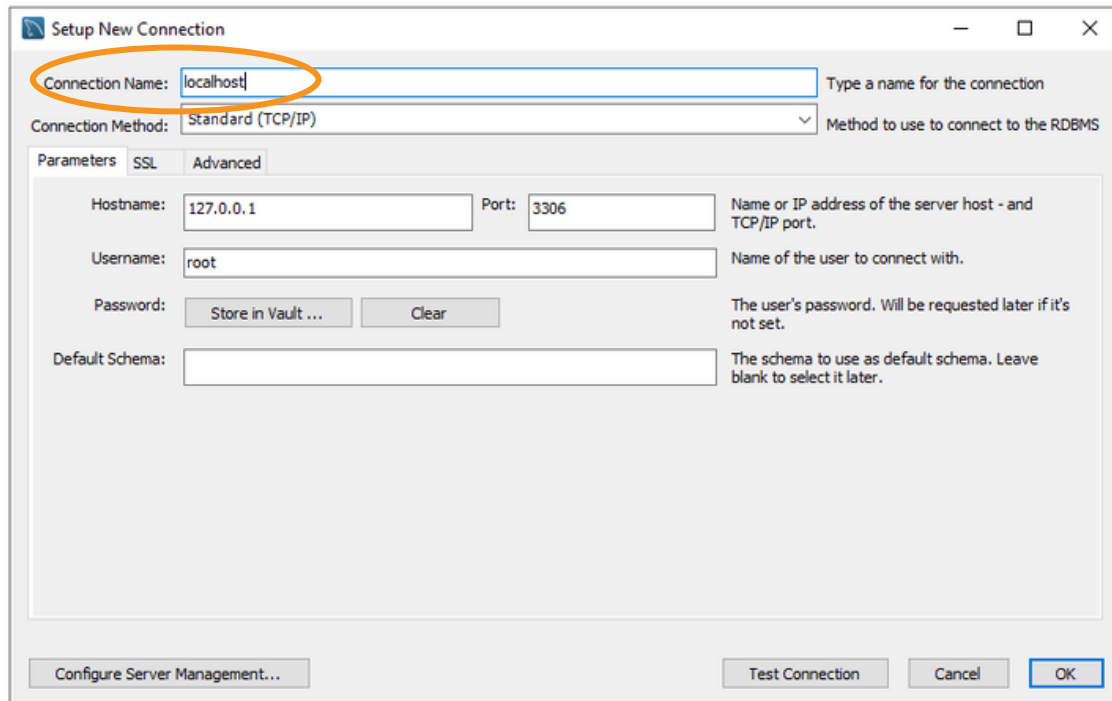 Setup New Connection
Connection Name: localhost Type a name for the connection
Connection Method: Standard (TCP/IP) Method to use to connect to the RDBMS
Parameters SSL Advanced
Hostname: 127.0.0.1 Port: 3306 Name or IP address of the server host - and
TCP/IP port.
Username: root Name of the user to connect with.
Password: Store in Vault ... Clear The user's password. Will be requested later if it's
not set.
Default Schema: The schema to use as default schema. Leave
blank to select it later.
Configure Server Management... Test Connection Cancel OK